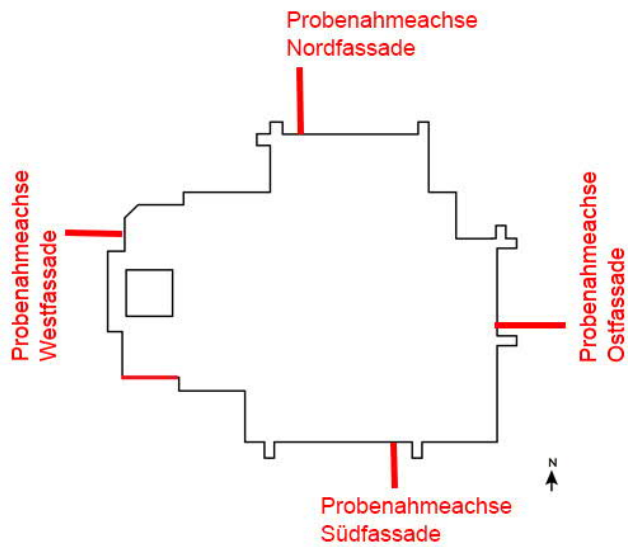 Probenahmeachse
Nordfassade
Probenahmeachse
Westfassade
Probenahmeachse
Ostfassade
N
Probenahmeachse
Südfassade